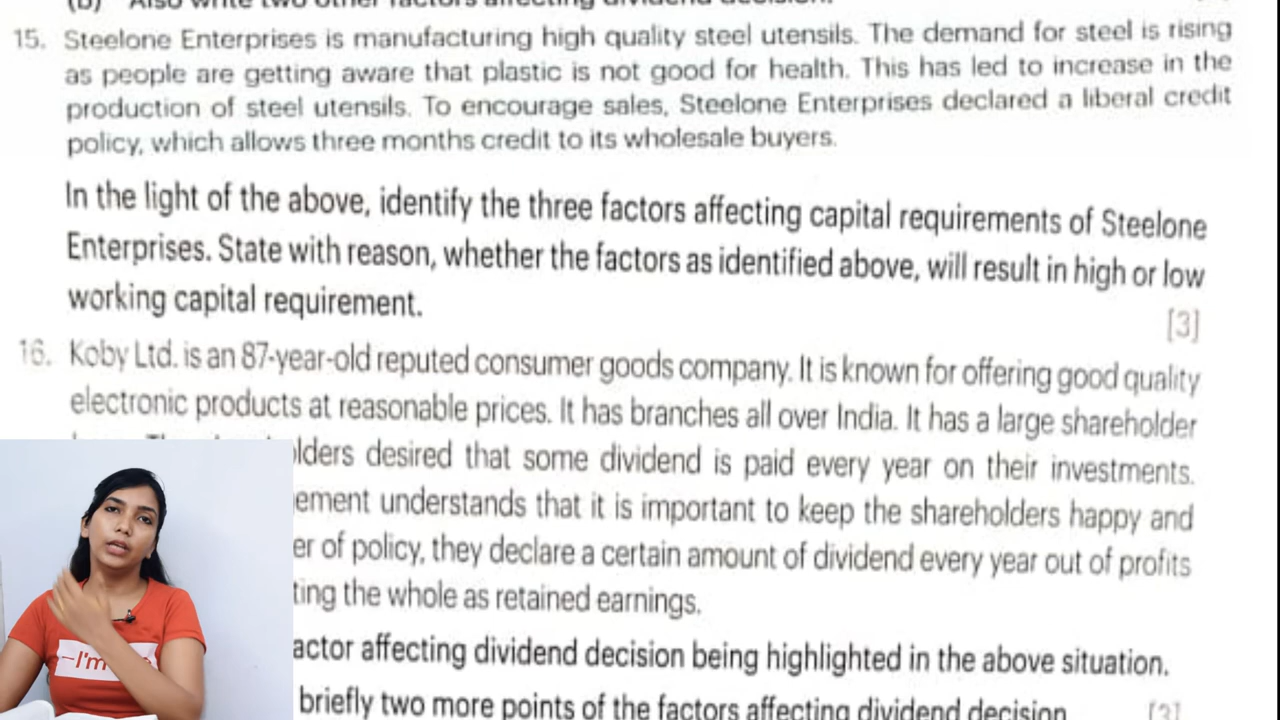 (b) Also write two other factors affecting dividend decision.
15. Steelone Enterprises is manufacturing high quality steel utensils. The demand for steel is rising
as people are getting aware that plastic is not good for health. This has led to increase in the
production of steel utensils. To encourage sales, Steelone Enterprises declared a liberal credit
policy, which allows three months credit to its wholesale buyers.
In the light of the above, identify the three factors affecting capital requirements of Steelone
Enterprises. State with reason, whether the factors as identified above, will result in high or low
working capital requirement.
[3]
16. Koby Ltd. is an 87-year-old reputed consumer goods company. It is known for offering good quality
electronic products at reasonable prices. It has branches all over India. It has a large shareholder
lders desired that some dividend is paid every year on their investments.
ement understands that it is important to keep the shareholders happy and
er of policy, they declare a certain amount of dividend every year out of profits
ting the whole as retained earnings.
actor affecting dividend decision being highlighted in the above situation.
briefly two more points of the factors affecting dividend decision
[3]
I'm